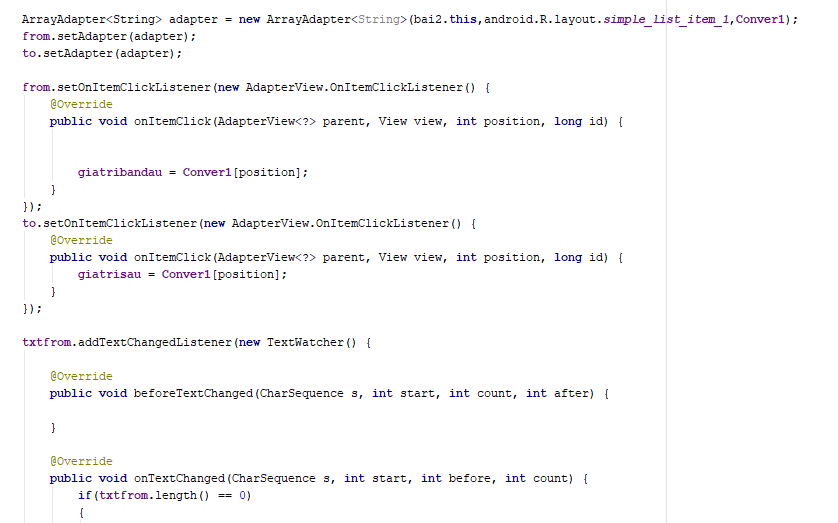 ArrayAdapter<String> adapter = new ArrayAdapter<String>(bai2.this,android.R.layout.simple_list_item_1,Conver1);
from.setAdapter(adapter);
to.setAdapter(adapter);

from.setOnItemClickListener(new AdapterView.OnItemClickListener() {
    @Override
    public void onItemClick(AdapterView<?> parent, View view, int position, long id) {


        giatribandau = Conver1[position];
    }
});
to.setOnItemClickListener(new AdapterView.OnItemClickListener() {
    @Override
    public void onItemClick(AdapterView<?> parent, View view, int position, long id) {
        giatrisau = Conver1[position];
    }
});

txtfrom.addTextChangedListener(new TextWatcher() {

    @Override
    public void beforeTextChanged(CharSequence s, int start, int count, int after) {

    }

    @Override
    public void onTextChanged(CharSequence s, int start, int before, int count) {
        if(txtfrom.length() == 0)
        {